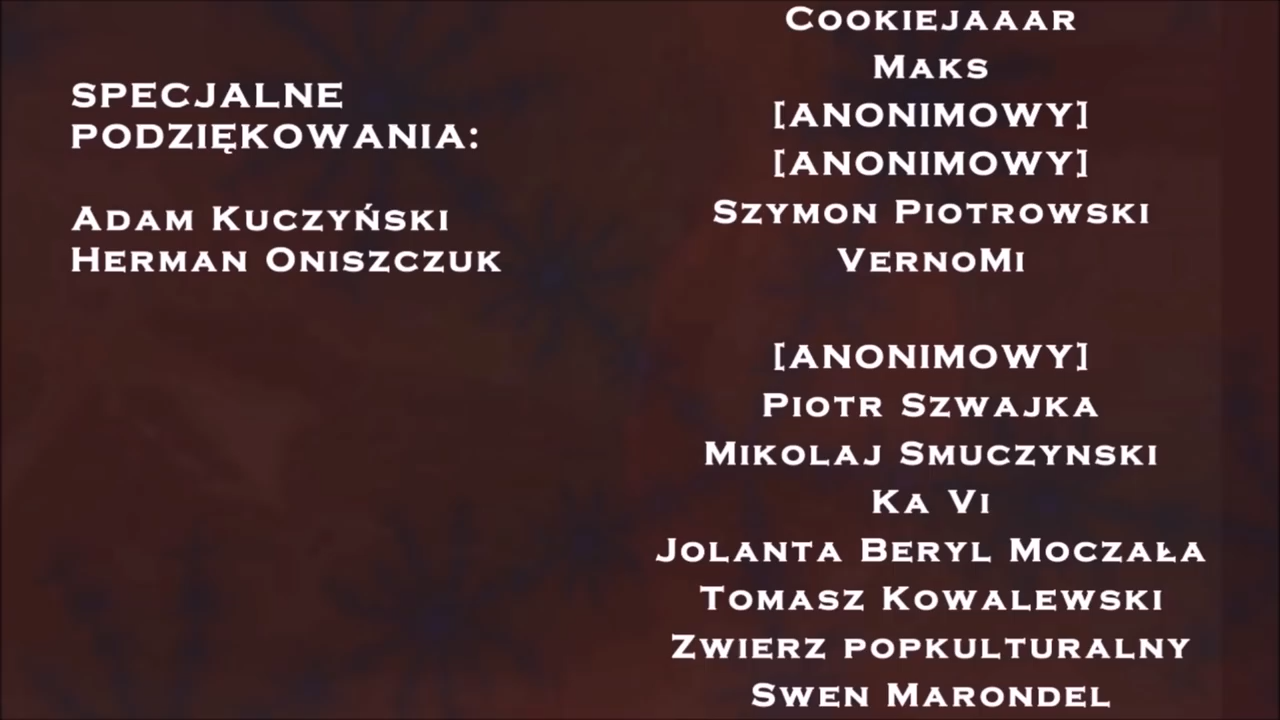 SPECJALNE
PODZIĘKOWANIA:
Adam Kuczyński
Herman Oniszczuk
Cookiejaaar
Maks
[ANONIMOWY]
[ANONIMOWY]
Szymon Piotrowski
VernoMi
[ANONIMOWY]
Piotr Szwajka
Mikolaj Smuczynski
Ka Vi
Jolanta Beryl Moczała
Tomasz Kowalewski
Zwierz popkulturalny
Swen Marondel